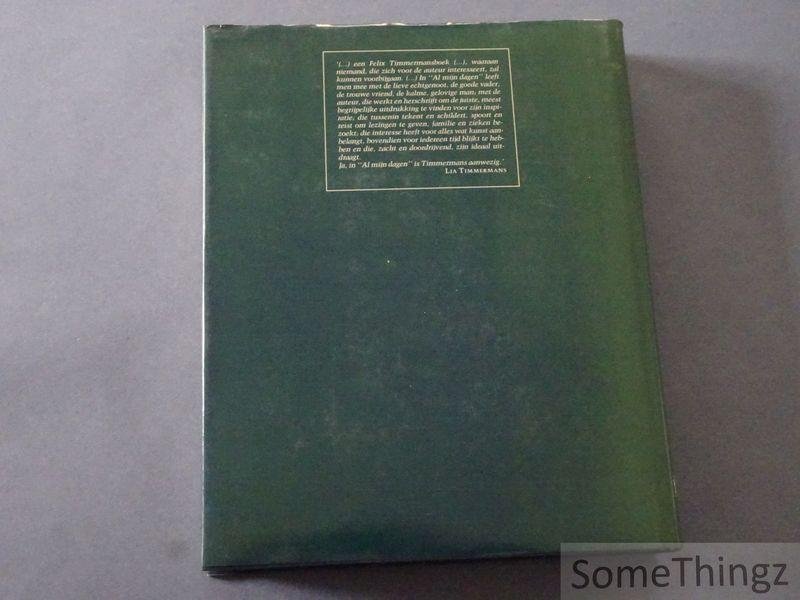 '(...) een Felix Timmermansboek (...), waaraan
niemand, die zich voor de auteur interesseert, zal
kunnen voorbijgaan. (...) In "Al mijn dagen" leeft
men mee met de lieve echtgenoot, de goede vader,
de trouwe vriend, de kalme, gelovige man; met de
auteur, die werkt en herschrijft om de juiste, meest
begrijpelijke uitdrukking te vinden voor zijn inspi-
ratie, die tussenin tekent en schildert, spoort en
reist om lezingen te geven, familie en zieken be-
zoekt, die interesse heeft voor alles wat kunst aan-
belangt, bovendien voor iedereen tijd blijkt te heb-
ben en die, zacht en doordrijvend, zijn ideaal uit-
draagt.
Ja, in "Al mijn dagen" is Timmermans aanwezig.'
LIA TIMMERMANS
SomeThingz